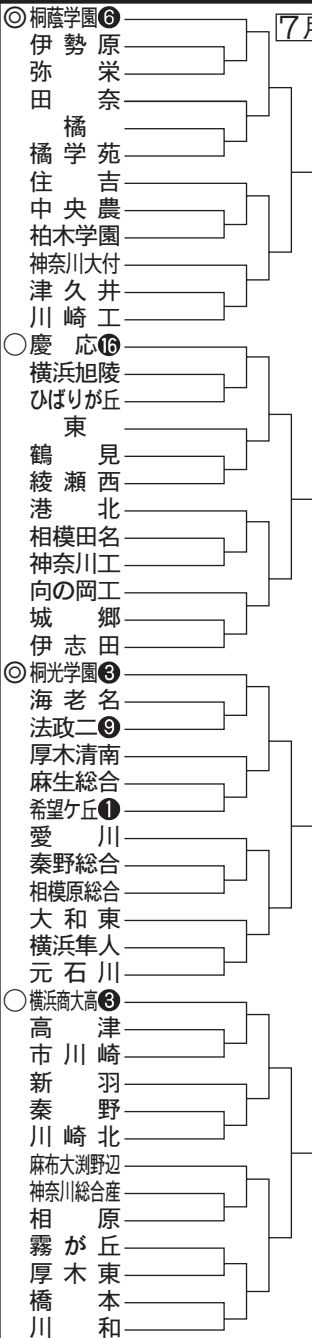 ◎桐蔭学園❻
7月
伊勢原
弥栄
田奈
橘
橘学苑
住吉
中央農
柏木学園
神奈川大付
津久井
川崎工
○慶応⓰
横浜旭陵
ひばりが丘
東
鶴見
綾瀬西
港北
相模田名
神奈川工
向の岡工
城郷
伊志田
◎桐光学園❸
海老名
法政二❾
厚木清南
麻生総合
希望ケ丘❶
愛川
秦野総合
相模原総合
大和東
横浜隼人
元石川
○横浜商大高❸
高津
市川崎
新羽
秦野
川崎北
麻布大渕野辺
神奈川総合産
相原
霧が丘
厚木東
橋本
川和